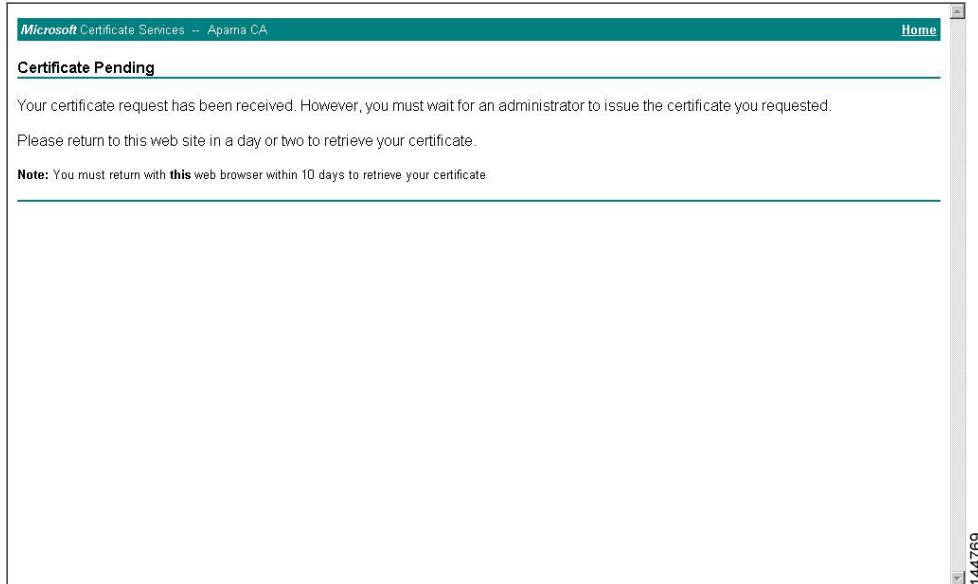 Microsoft Certificate Services -- Aparna CA Home
Certificate Pending
Your certificate request has been received. However, you must wait for an administrator to issue the certificate you requested.
Please return to this web site in a day or two to retrieve your certificate.
Note: You must return with this web browser within 10 days to retrieve your certificate
144769